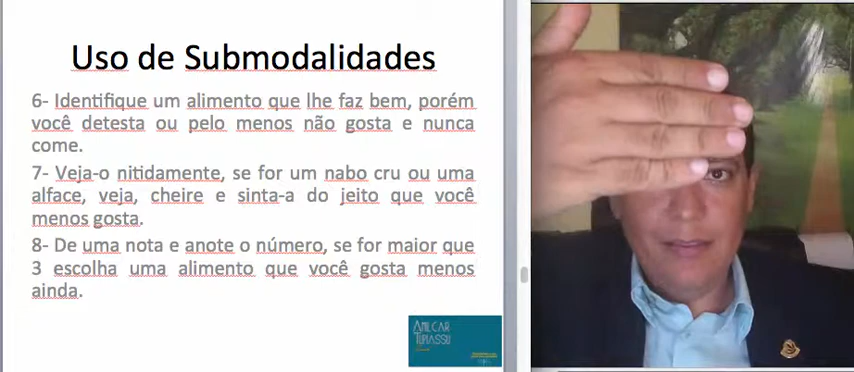 Uso de Submodalidades
6- Identifique um alimento que lhe faz bem, porém
você detesta ou pelo menos não gosta e nunca
come.
7- Veja-o nitidamente, se for um nabo cru ou uma
alface, veja, cheire e sinta-a do jeito que você
menos gosta.
8- De uma nota e anote o número, se for maior que
3 escolha uma alimento que você gosta menos
ainda.
AMILCAR
TUPIASSU